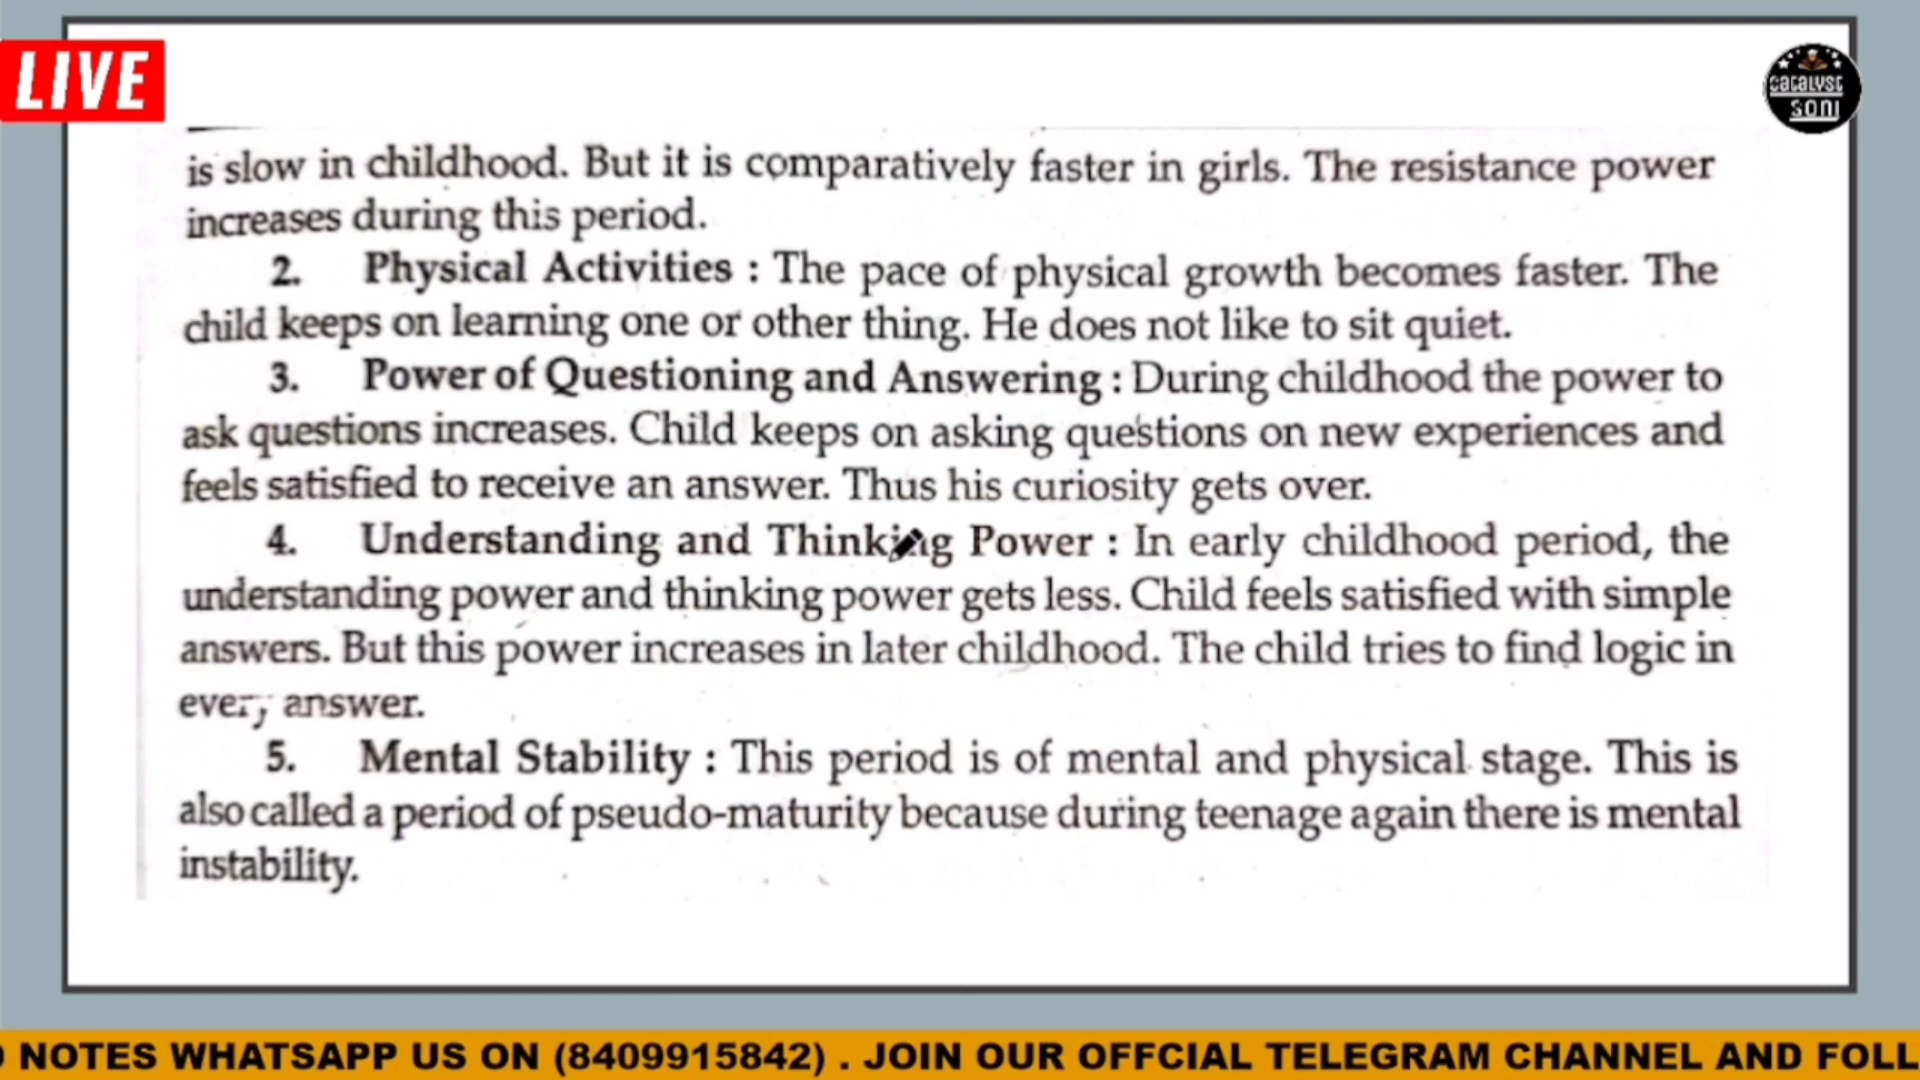 LIVE
catalyst
soni
is slow in childhood. But it is comparatively faster in girls. The resistance power
increases during this period.
2. Physical Activities : The pace of physical growth becomes faster. The
child keeps on learning one or other thing. He does not like to sit quiet.
3. Power of Questioning and Answering : During childhood the power to
ask questions increases. Child keeps on asking questions on new experiences and
feels satisfied to receive an answer. Thus his curiosity gets over.
4. Understanding and Thinking Power : In early childhood period, the
understanding power and thinking power gets less. Child feels satisfied with simple
answers. But this power increases in later childhood. The child tries to find logic in
every answer.
5. Mental Stability : This period is of mental and physical stage. This is
also called a period of pseudo-maturity because during teenage again there is mental
instability.
NOTES WHATSAPP US ON (8409915842) . JOIN OUR OFFCIAL TELEGRAM CHANNEL AND FOLL